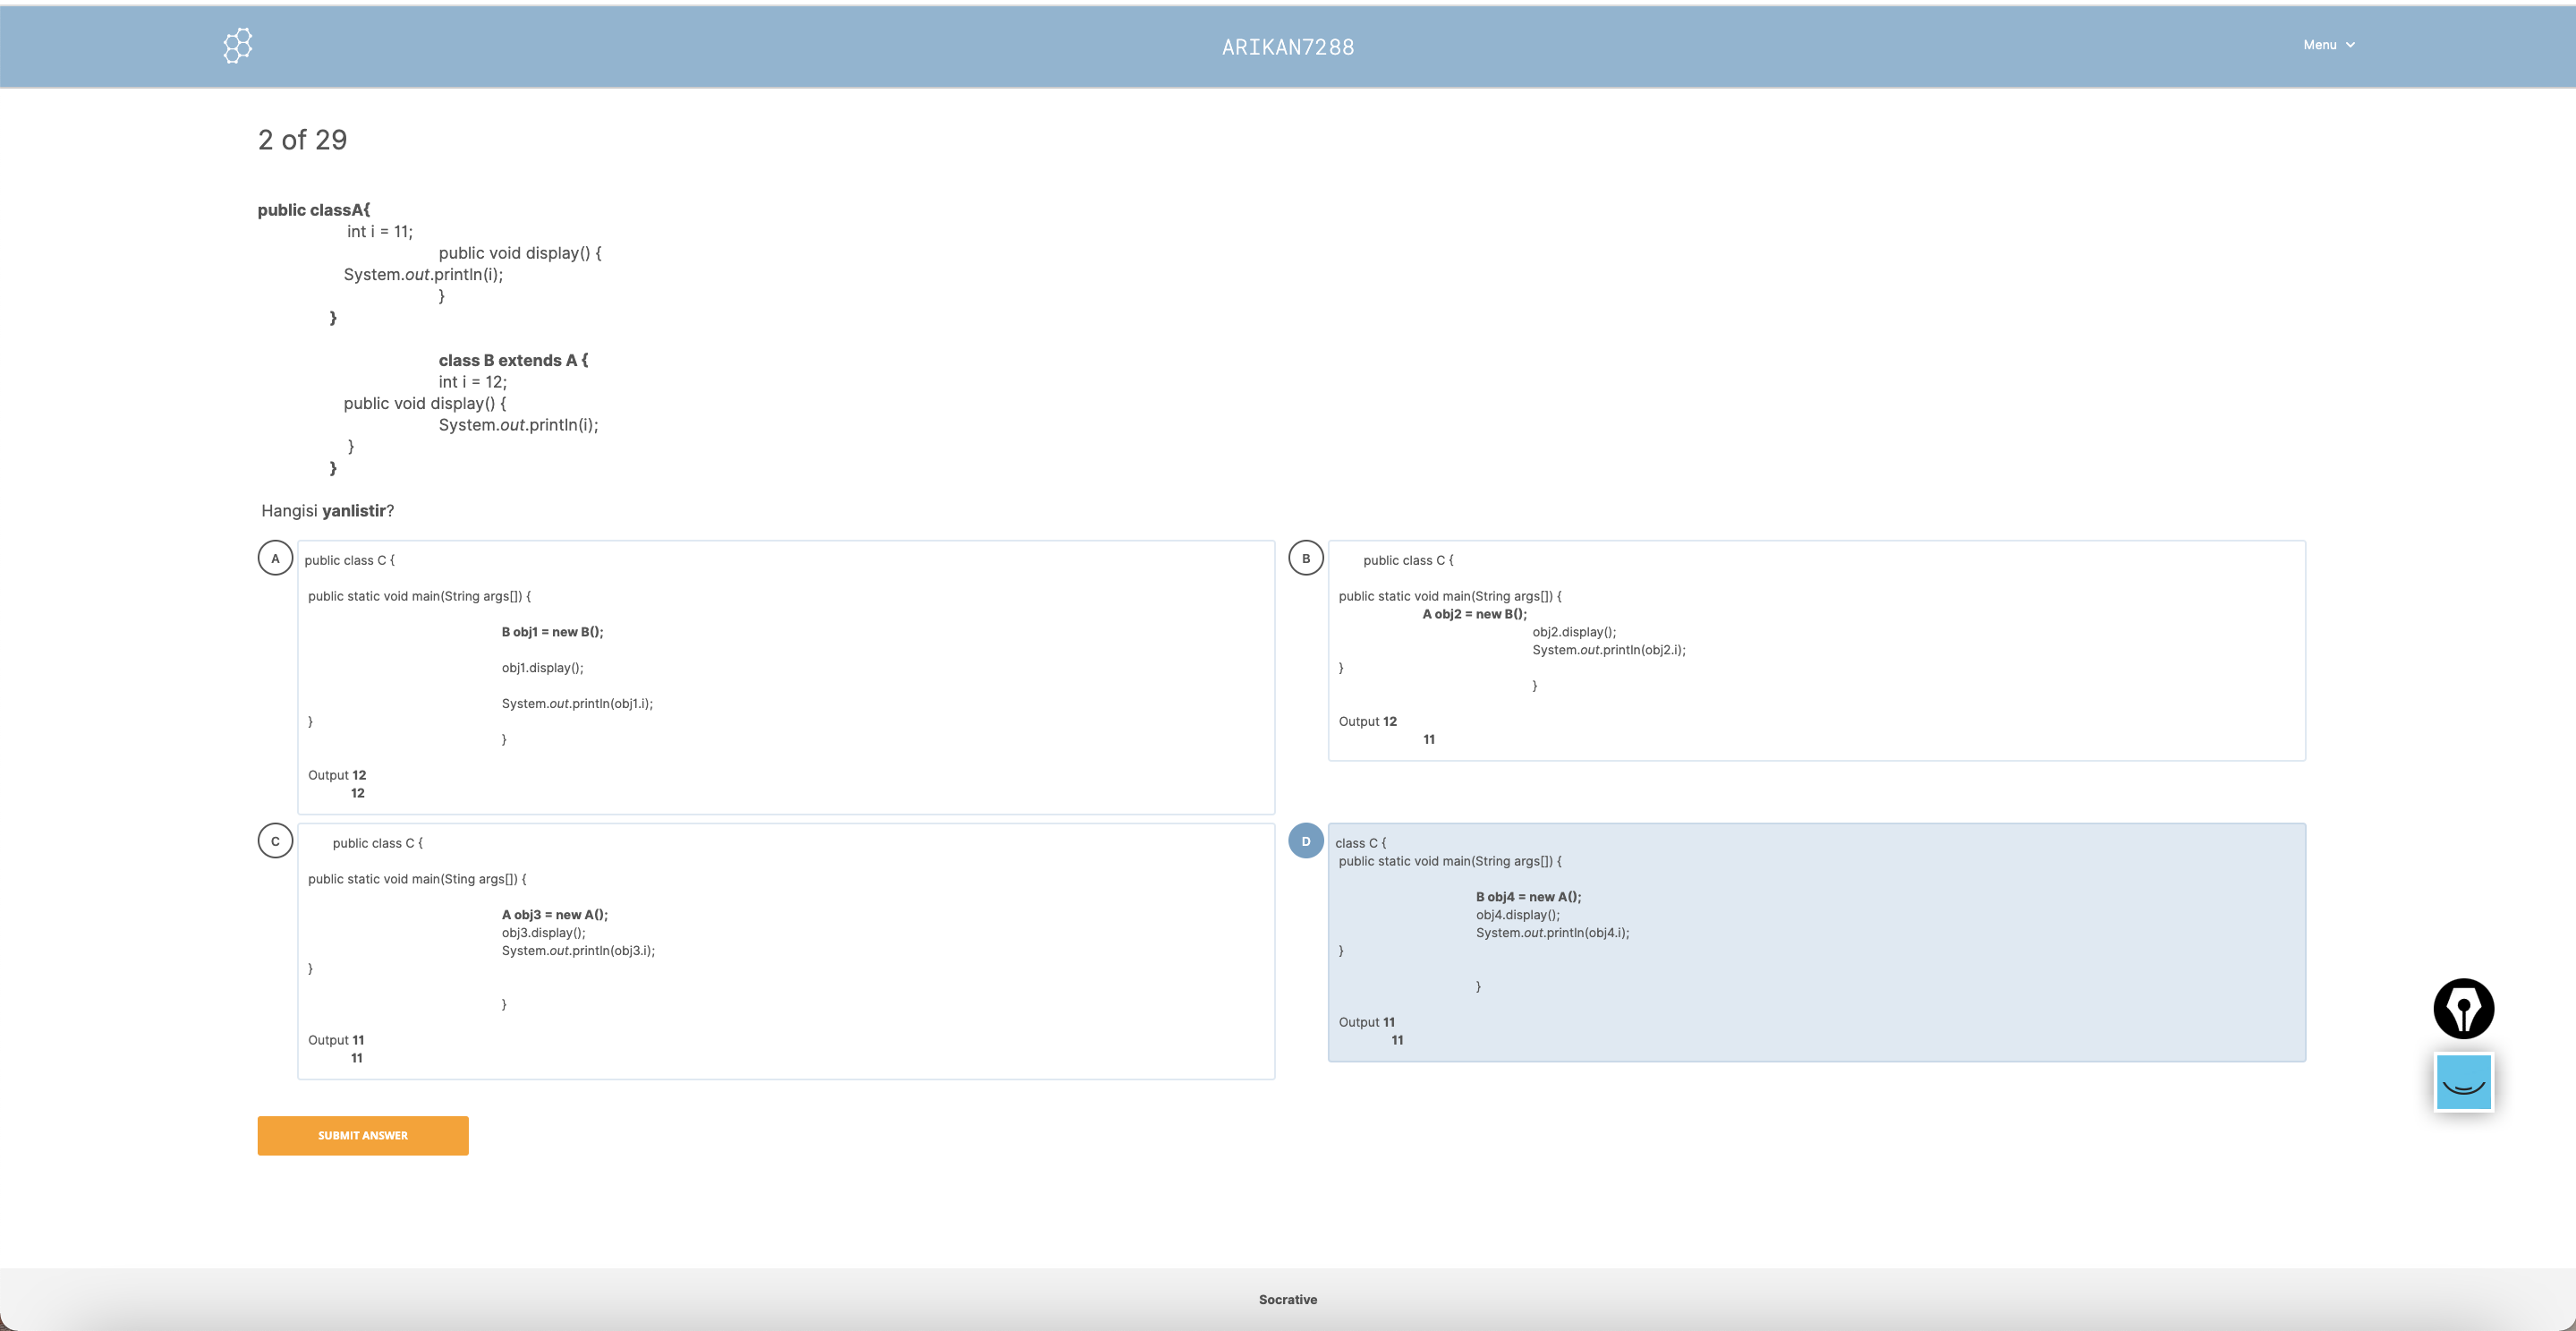 ARIKAN7288
Menu
2 of 29
public classA{
int i = 11;
public void display() {
System.out.println(i);
}
}
class B extends A {
int i = 12;
public void display() {
System.out.println(i);
}
}
Hangisi yanlistir?
A
public class C {
public static void main(String args[]) {
B obj1 = new B();
obj1.display();
System.out.println(obj1.i);
}
}
Output 12
12
B
public class C {
public static void main(String args[]) {
A obj2 = new B();
obj2.display();
System.out.println(obj2.i);
}
}
Output 12
11
C
public class C {
public static void main(Sting args[]) {
A obj3 = new A();
obj3.display();
System.out.println(obj3.i);
}
}
Output 11
11
D
class C {
public static void main(String args[]) {
B obj4 = new A();
obj4.display();
System.out.println(obj4.i);
}
}
Output 11
11
SUBMIT ANSWER
Socrative